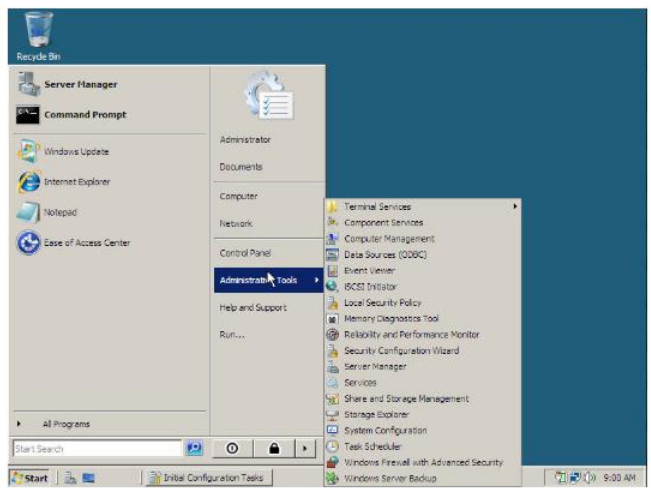 Recycle Bin
Server Manager
Command Prompt
Windows Update
Internet Explorer
Notepad
Ease of Access Center
All Programs
Start Search
Administrator
Documents
Computer
Network
Control Panel
Administrative Tools
Help and Support
Run...
Terminal Services
Component Services
Computer Management
Data Sources (ODBC)
Event Viewer
iSCSI Initiator
Local Security Policy
Memory Diagnostics Tool
Reliability and Performance Monitor
Security Configuration Wizard
Server Manager
Services
Share and Storage Management
Storage Explorer
System Configuration
Task Scheduler
Windows Firewall with Advanced Security
Windows Server Backup
Start
Initial Configuration Tasks
9:00 AM